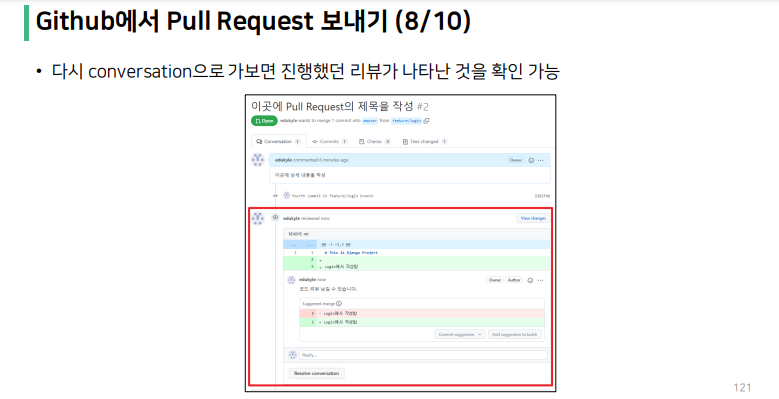 Github에서 Pull Request 보내기 (8/10)
• 다시 conversation으로 가보면 진행했던 리뷰가 나타난 것을 확인 가능
이곳에 Pull Request의 제목을 작성 #2
Open edukyle wants to merge 1 commit into master from feature/login
Conversation 1 Commits 1 Checks 0 Files changed 1
edukyle commented 6 minutes ago Owner
이곳에 상세 내용을 작성
fourth commit in feature/login branch
edukyle reviewed now View changes
README.md
... ... @@ -1 +1,3 @@
1 1 # This is Django Project
2 +
3 + Login에서 작성함
edukyle now Owner Author
코드 리뷰 남길 수 있습니다.
Suggested change
3 - Login에서 작성함
3 + Login에서 작성함
Commit suggestion Add suggestion to batch
Reply...
Resolve conversation
121